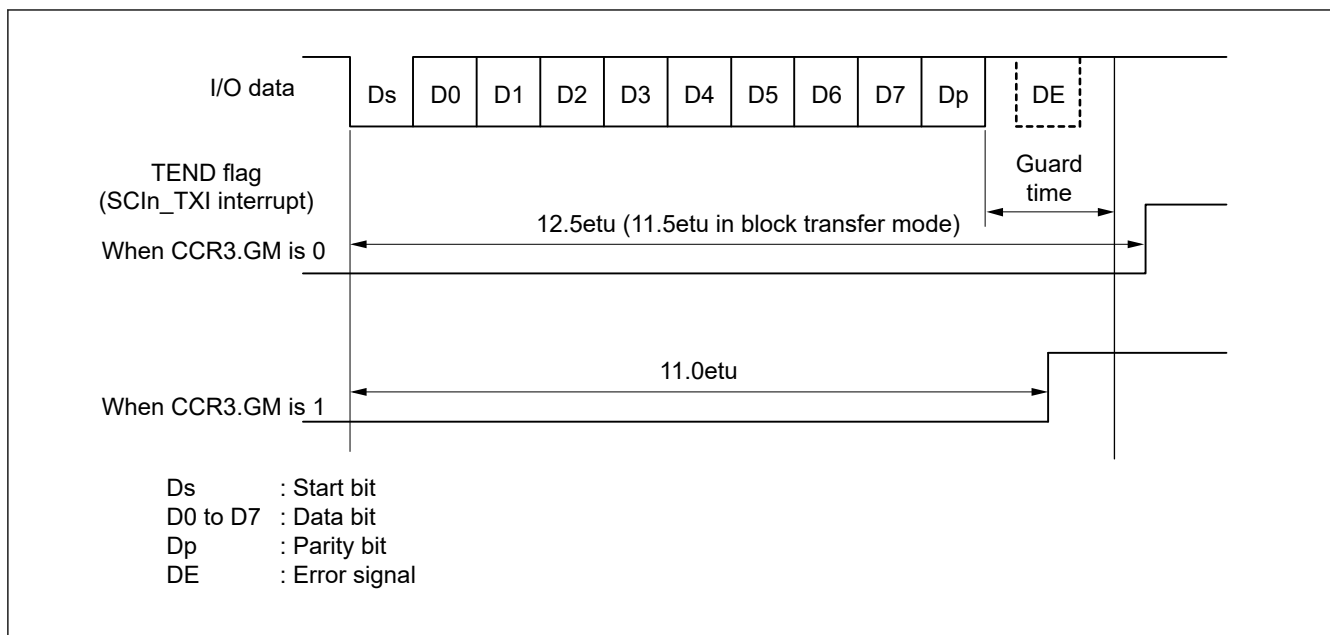 I/O data
Ds D0 D1 D2 D3 D4 D5 D6 D7 Dp DE
TEND flag
(SCIn_TXI interrupt)
Guard
time
12.5etu (11.5etu in block transfer mode)
When CCR3.GM is 0
11.0etu
When CCR3.GM is 1
Ds : Start bit
D0 to D7 : Data bit
Dp : Parity bit
DE : Error signal